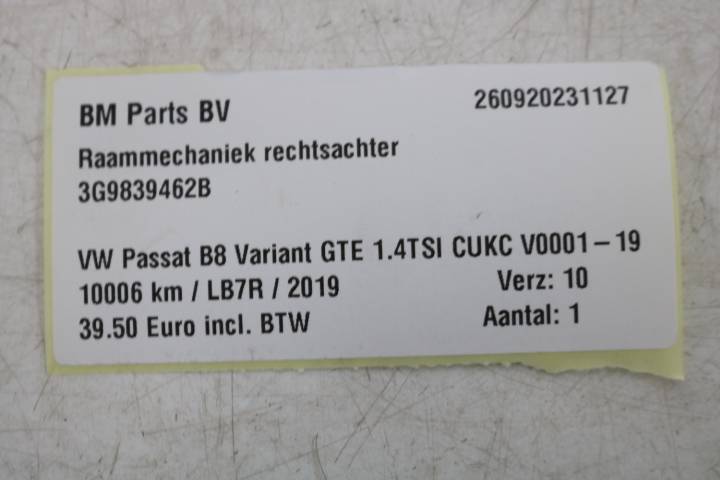 BM Parts BV 260920231127
Raammechaniek rechtsachter
3G9839462B
VW Passat B8 Variant GTE 1.4TSI CUKC V0001-19
10006 km / LB7R / 2019 Verz: 10
39.50 Euro incl. BTW Aantal: 1